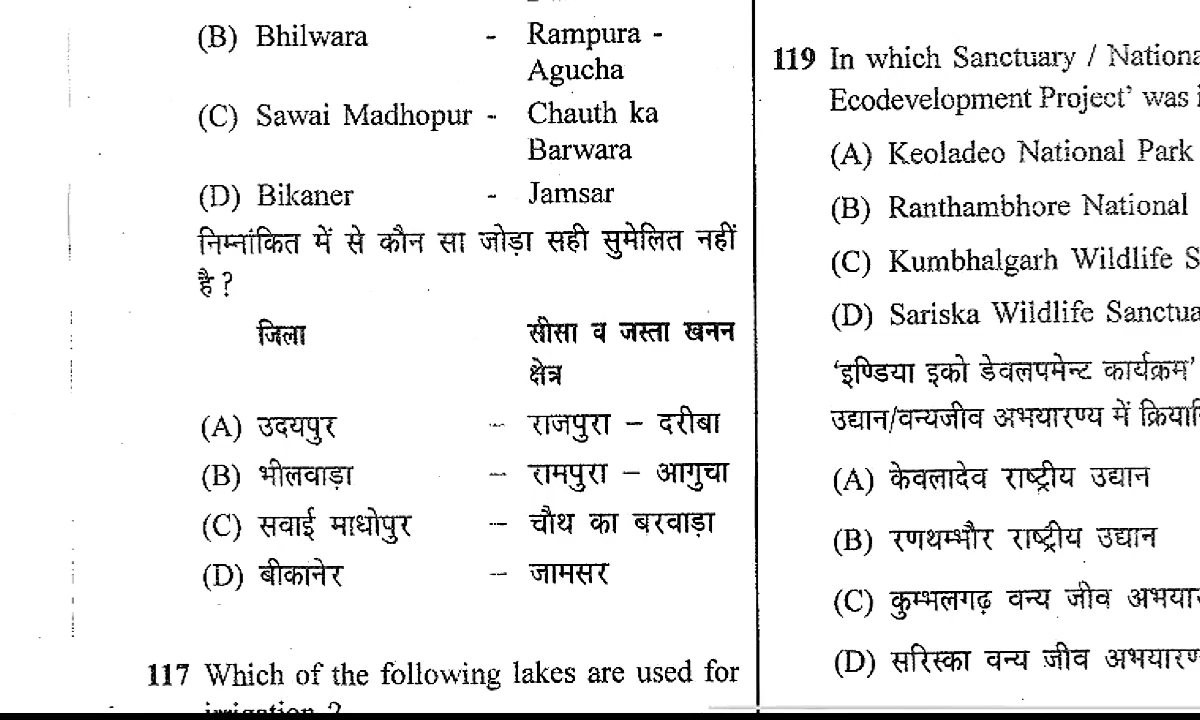 (B) Bhilwara - Rampura -
Agucha
(C) Sawai Madhopur - Chauth ka
Barwara
(D) Bikaner - Jamsar
निम्नांकित में से कौन सा जोड़ा सही सुमेलित नहीं
है ?
जिला सीसा व जस्ता खनन
क्षेत्र
(A) उदयपुर – राजपुरा – दरीबा
(B) भीलवाड़ा – रामपुरा – आगुचा
(C) सवाई माधोपुर – चौथ का बरवाड़ा
(D) बीकानेर – जामसर
117 Which of the following lakes are used for
irrigation ?
119 In which Sanctuary / Nationa
Ecodevelopment Project' was i
(A) Keoladeo National Park
(B) Ranthambhore National
(C) Kumbhalgarh Wildlife S
(D) Sariska Wildlife Sanctua
'इण्डिया इको डेवलपमेन्ट कार्यक्रम'
उद्यान/वन्यजीव अभयारण्य में
(A) केवलादेव राष्ट्रीय उद्यान
(B) रणथम्भौर राष्ट्रीय उद्यान
(C) कुम्भलगढ़ वन्य जीव
(D) सरिस्का वन्य जीव